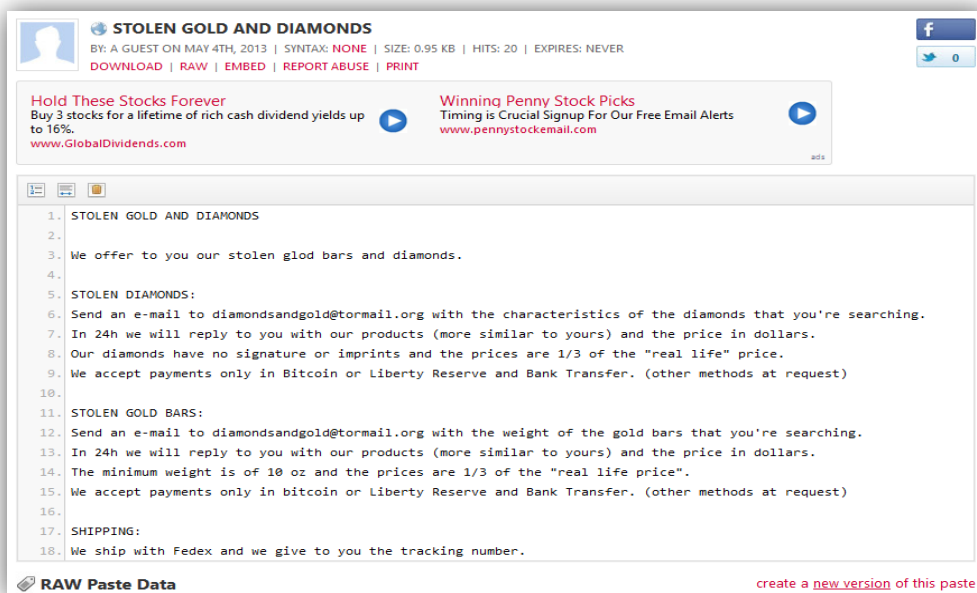 STOLEN GOLD AND DIAMONDS
BY: A GUEST ON MAY 4TH, 2013 | SYNTAX: NONE | SIZE: 0.95 KB | HITS: 20 | EXPIRES: NEVER
DOWNLOAD | RAW | EMBED | REPORT ABUSE | PRINT
f
0
Hold These Stocks Forever
Buy 3 stocks for a lifetime of rich cash dividend yields up
to 16%.
www.GlobalDividends.com
Winning Penny Stock Picks
Timing is Crucial Signup For Our Free Email Alerts
www.pennystockemail.com
ads
1. STOLEN GOLD AND DIAMONDS
2.
3. We offer to you our stolen glod bars and diamonds.
4.
5. STOLEN DIAMONDS:
6. Send an e-mail to diamondsandgold@tormail.org with the characteristics of the diamonds that you're searching.
7. In 24h we will reply to you with our products (more similar to yours) and the price in dollars.
8. Our diamonds have no signature or imprints and the prices are 1/3 of the "real life" price.
9. We accept payments only in Bitcoin or Liberty Reserve and Bank Transfer. (other methods at request)
10.
11. STOLEN GOLD BARS:
12. Send an e-mail to diamondsandgold@tormail.org with the weight of the gold bars that you're searching.
13. In 24h we will reply to you with our products (more similar to yours) and the price in dollars.
14. The minimum weight is of 10 oz and the prices are 1/3 of the "real life price".
15. We accept payments only in bitcoin or Liberty Reserve and Bank Transfer. (other methods at request)
16.
17. SHIPPING:
18. We ship with Fedex and we give to you the tracking number.
RAW Paste Data
create a new version of this paste